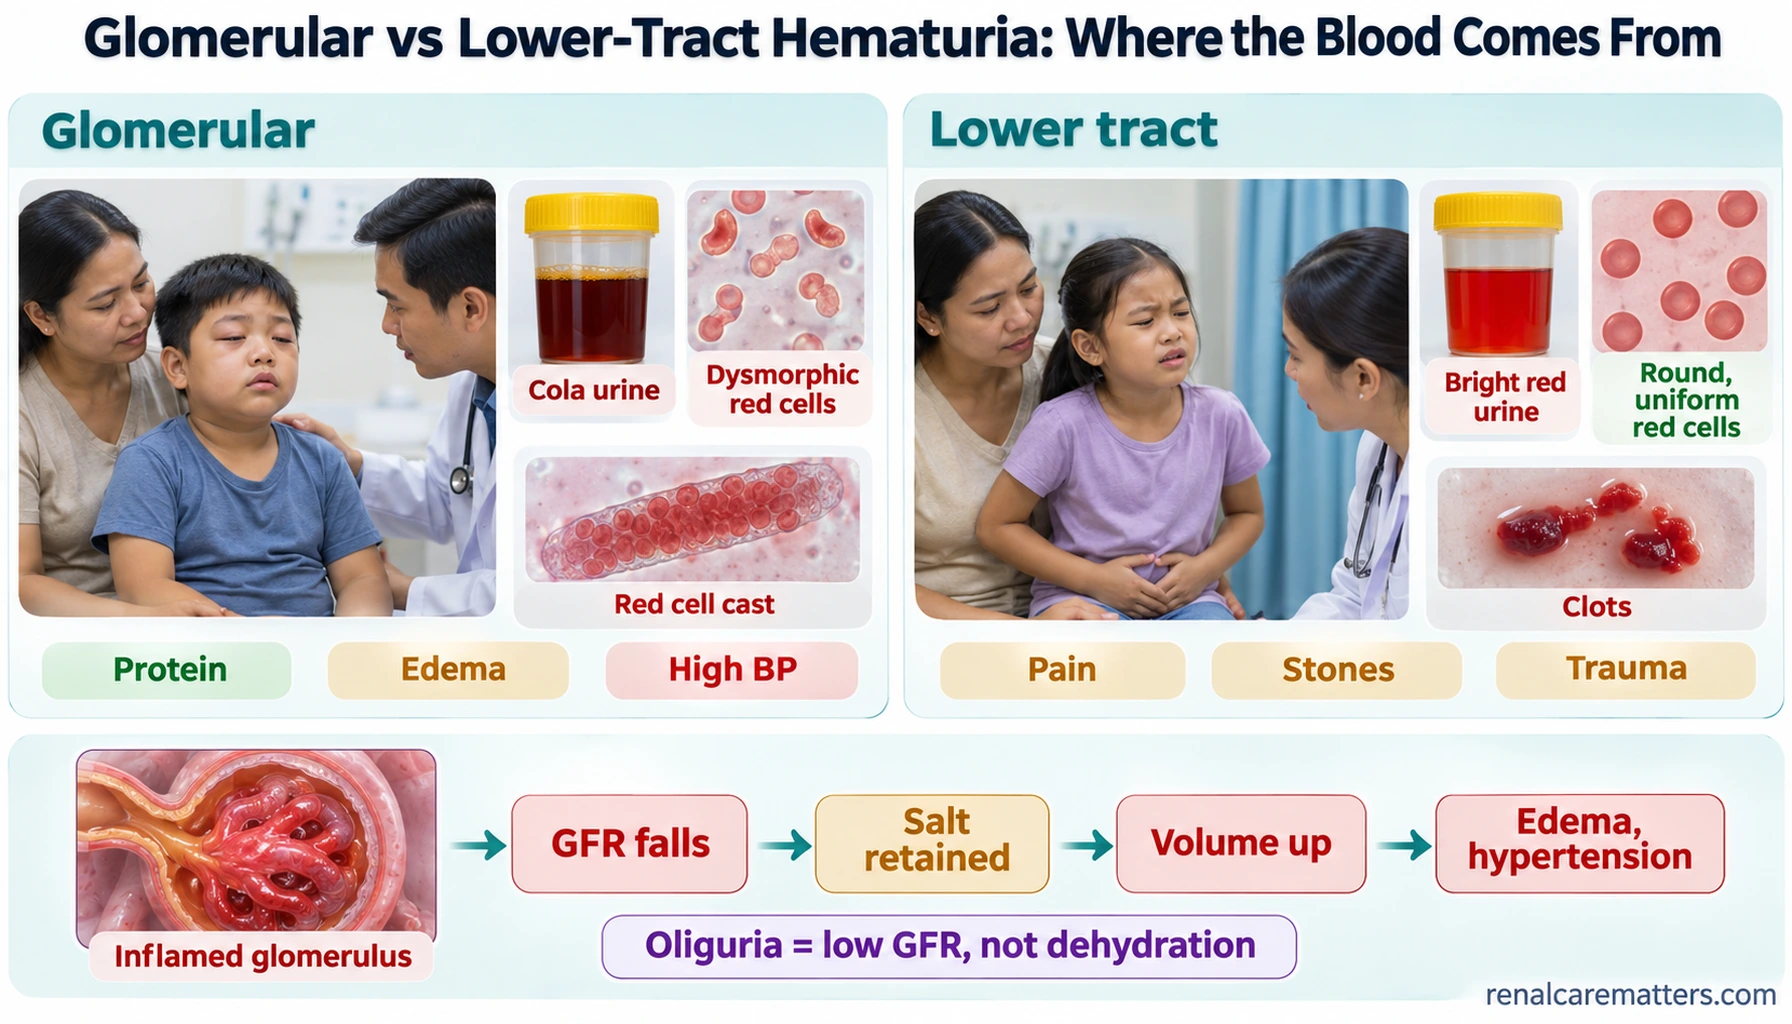 Glomerular vs Lower-Tract Hematuria: Where the Blood Comes From
Glomerular
Cola urine
Dysmorphic
red cells
Red cell cast
Protein
Edema
High BP
Lower tract
Bright red
urine
Round,
uniform
red cells
Clots
Pain
Stones
Trauma
Inflamed glomerulus
GFR falls
Salt
retained
Volume up
Edema,
hypertension
Oliguria = low GFR, not dehydration
renalcarematters.com